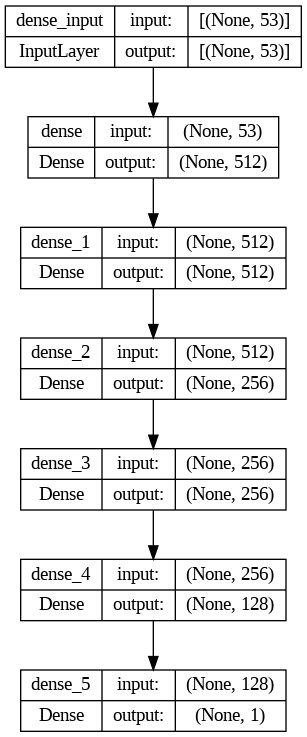 dense_input input: [(None, 53)]
InputLayer output: [(None, 53)]
dense input: (None, 53)
Dense output: (None, 512)
dense_1 input: (None, 512)
Dense output: (None, 512)
dense_2 input: (None, 512)
Dense output: (None, 256)
dense_3 input: (None, 256)
Dense output: (None, 256)
dense_4 input: (None, 256)
Dense output: (None, 128)
dense_5 input: (None, 128)
Dense output: (None, 1)